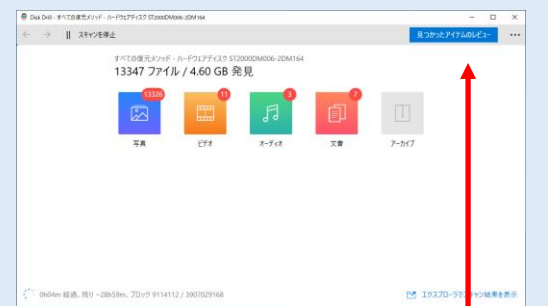 Disk Drill - すべての復元メソッド - ハードウエアディスク ST2000DM006-2DM164
スキャンを停止
見つかったアイテムのレビュー
すべての復元メソッド - ハードウエアディスク ST2000DM006-2DM164
13347 ファイル / 4.60 GB 発見
13326
11
3
7
写真
ビデオ
オーディオ
文書
アーカイブ
0h04m 経過、残り ~28h59m、ブロック 9114112 / 3907029168
エクスプローラでスキャン結果を表示